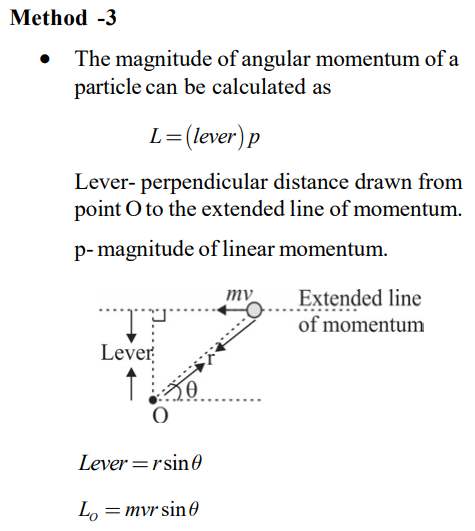 Method -3
• The magnitude of angular momentum of a
particle can be calculated as
L=(lever)p
Lever- perpendicular distance drawn from
point O to the extended line of momentum.
p- magnitude of linear momentum.
mv
Extended line
of momentum
Lever
r
θ
O
Lever = r sin θ
L_O = mvr sin θ